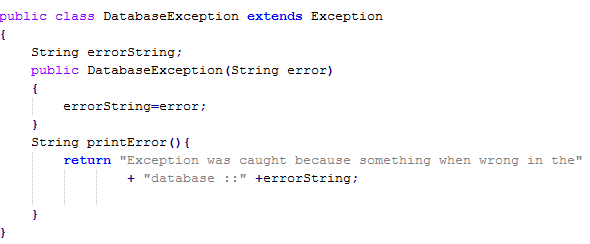 public class DatabaseException extends Exception
{
    String errorString;
    public DatabaseException(String error)
    {
        errorString=error;
    }
    String printError(){
        return "Exception was caught because something when wrong in the"
                + "database ::" +errorString;
    }
}